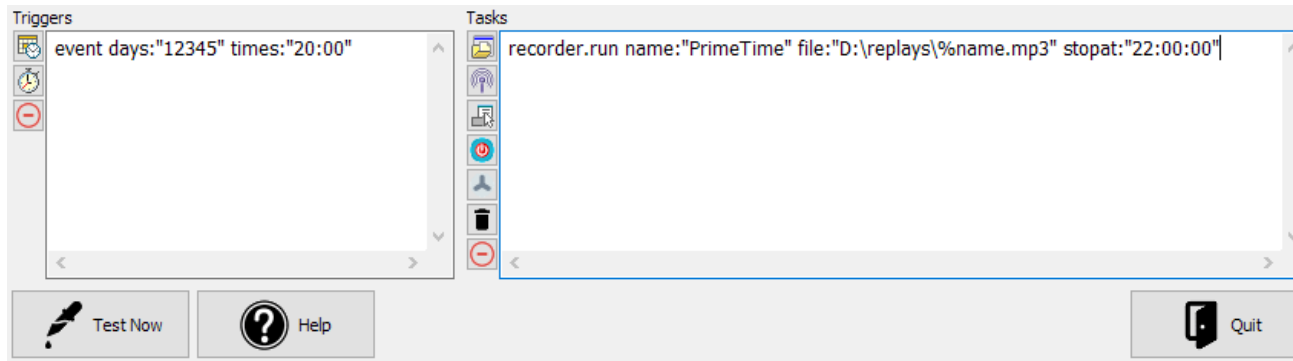 Triggers
event days:"12345" times:"20:00"
Tasks
recorder.run name:"PrimeTime" file:"D:\replays\%name.mp3" stopat:"22:00:00"
Test Now
Help
Quit